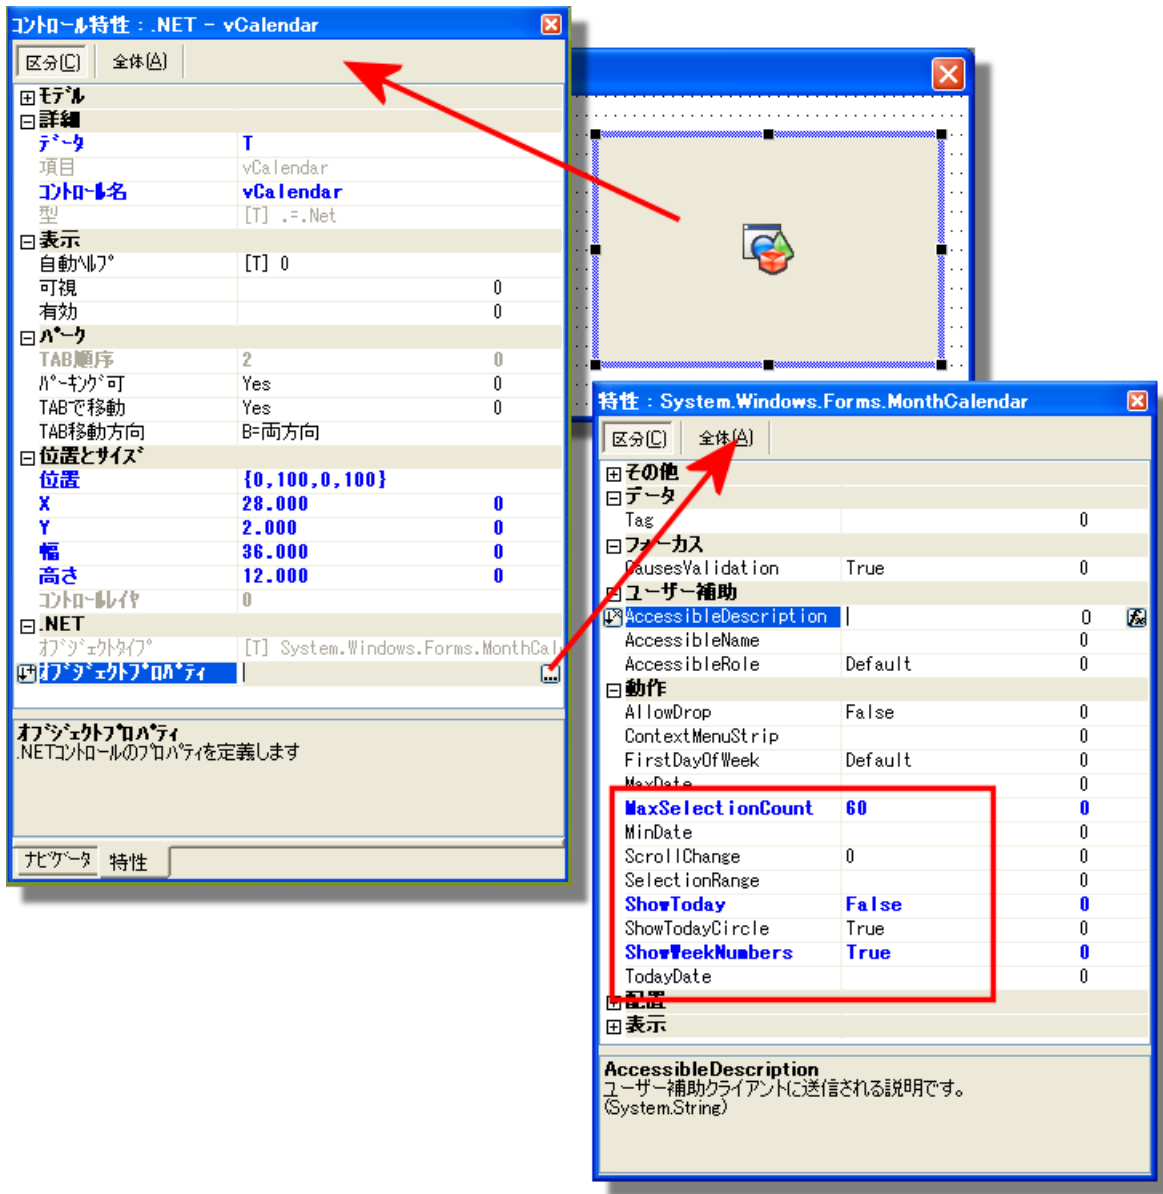 コントロール特性：.NET - vCalendar
区分(C) 全体(A)
モデル
詳細
データ T
項目 vCalendar
コントロール名 vCalendar
型 [T] .=.Net
表示
自動ヘルプ [T] 0
可視 0
有効 0
パーク
TAB順序 2 0
パーキング可 Yes 0
TABで移動 Yes 0
TAB移動方向 B=両方向
位置とサイズ
位置 {0,100,0,100}
X 28.000 0
Y 2.000 0
幅 36.000 0
高さ 12.000 0
コントロールレイヤ 0
.NET
オブジェクトタイプ [T] System.Windows.Forms.MonthCal
オブジェクトプロパティ ...
オブジェクトプロパティ
.NETコントロールのプロパティを定義します
ナビゲータ 特性
特性：System.Windows.Forms.MonthCalendar
区分(C) 全体(A)
その他
データ
Tag 0
フォーカス
CausesValidation True 0
ユーザー補助
AccessibleDescription 0
AccessibleName 0
AccessibleRole Default 0
動作
AllowDrop False 0
ContextMenuStrip 0
FirstDayOfWeek Default 0
MaxDate 0
MaxSelectionCount 60 0
MinDate 0
ScrollChange 0 0
SelectionRange 0
ShowToday False 0
ShowTodayCircle True 0
ShowWeekNumbers True 0
TodayDate 0
配置
表示
AccessibleDescription
ユーザー補助クライアントに送信される説明です。
(System.String)